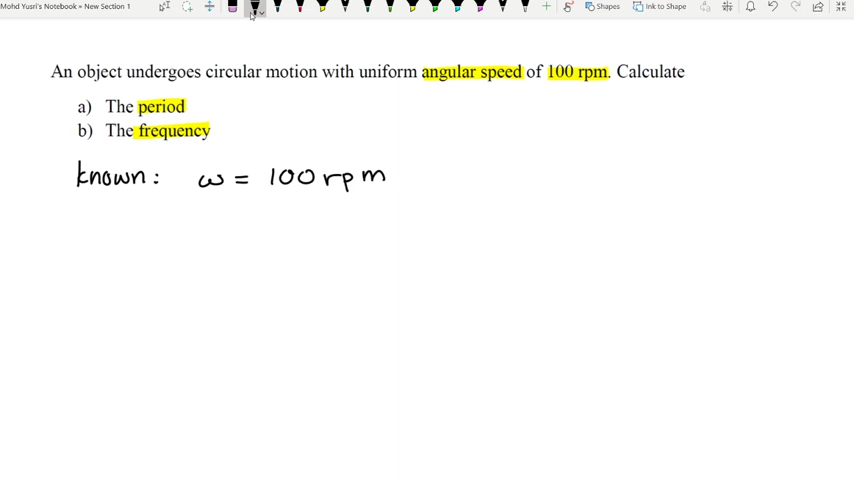 Mohd Yusri's Notebook » New Section 1
Shapes
Ink to Shape
An object undergoes circular motion with uniform angular speed of 100 rpm. Calculate
a) The period
b) The frequency
known: ω = 100 rpm